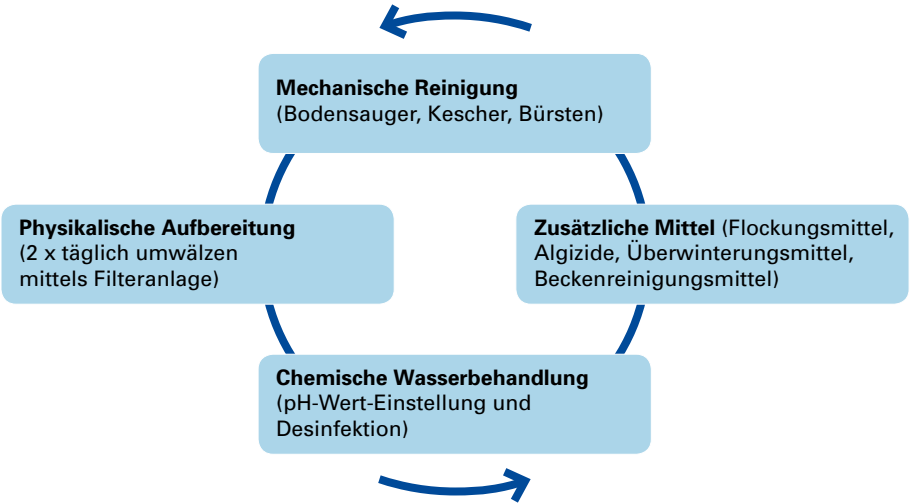 Mechanische Reinigung
(Bodensauger, Kescher, Bürsten)
Physikalische Aufbereitung
(2 x täglich umwälzen
mittels Filteranlage)
Zusätzliche Mittel (Flockungsmittel,
Algizide, Überwinterungsmittel,
Beckenreinigungsmittel)
Chemische Wasserbehandlung
(pH-Wert-Einstellung und
Desinfektion)